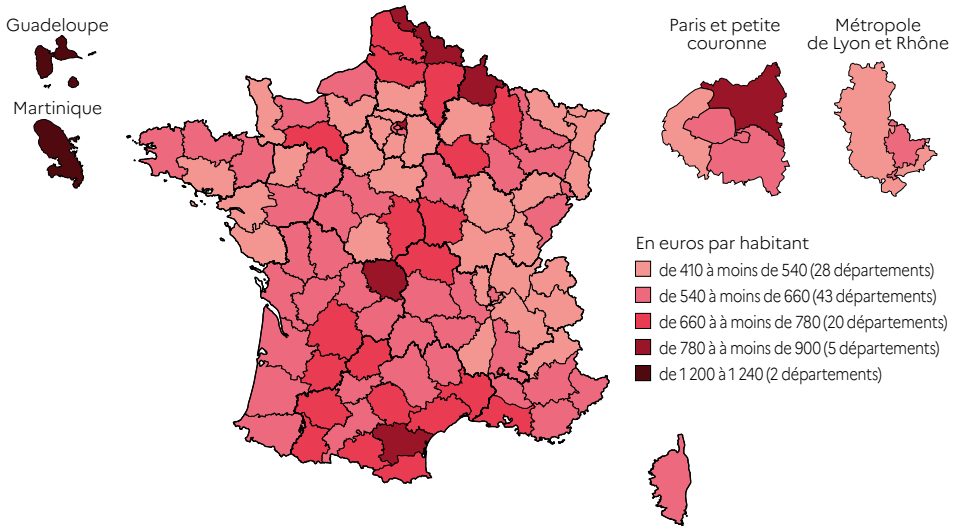 Guadeloupe
Martinique
Paris et petite
couronne
Métropole
de Lyon et Rhône
En euros par habitant
de 410 à moins de 540 (28 départements)
de 540 à moins de 660 (43 départements)
de 660 à à moins de 780 (20 départements)
de 780 à à moins de 900 (5 départements)
de 1 200 à 1 240 (2 départements)